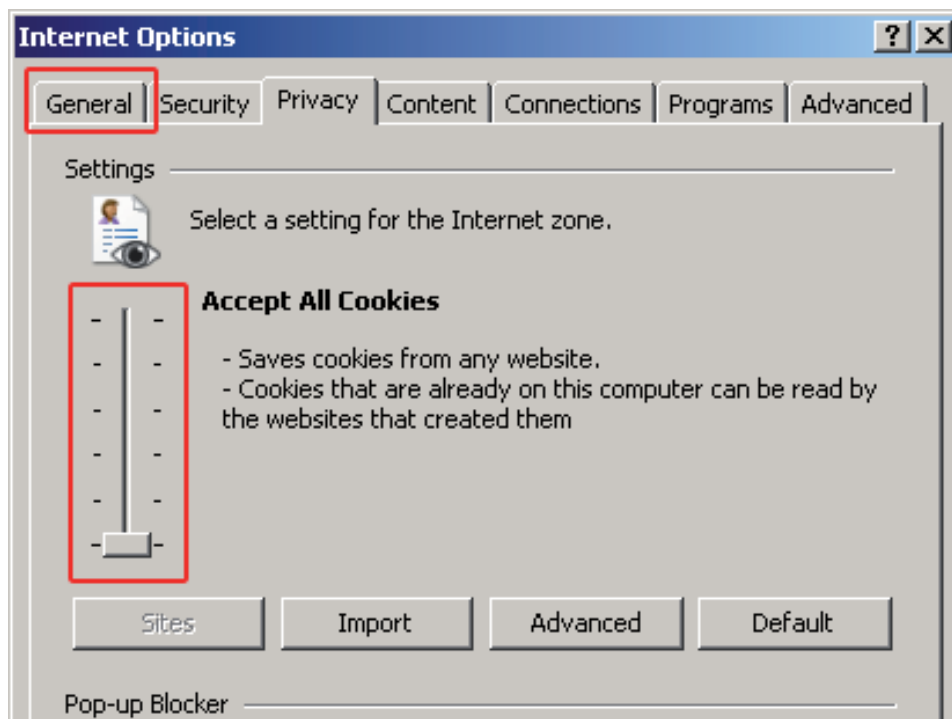 Internet Options
? X
General Security Privacy Content Connections Programs Advanced
Settings
Select a setting for the Internet zone.
Accept All Cookies
- Saves cookies from any website.
- Cookies that are already on this computer can be read by
the websites that created them
Sites Import Advanced Default
Pop-up Blocker